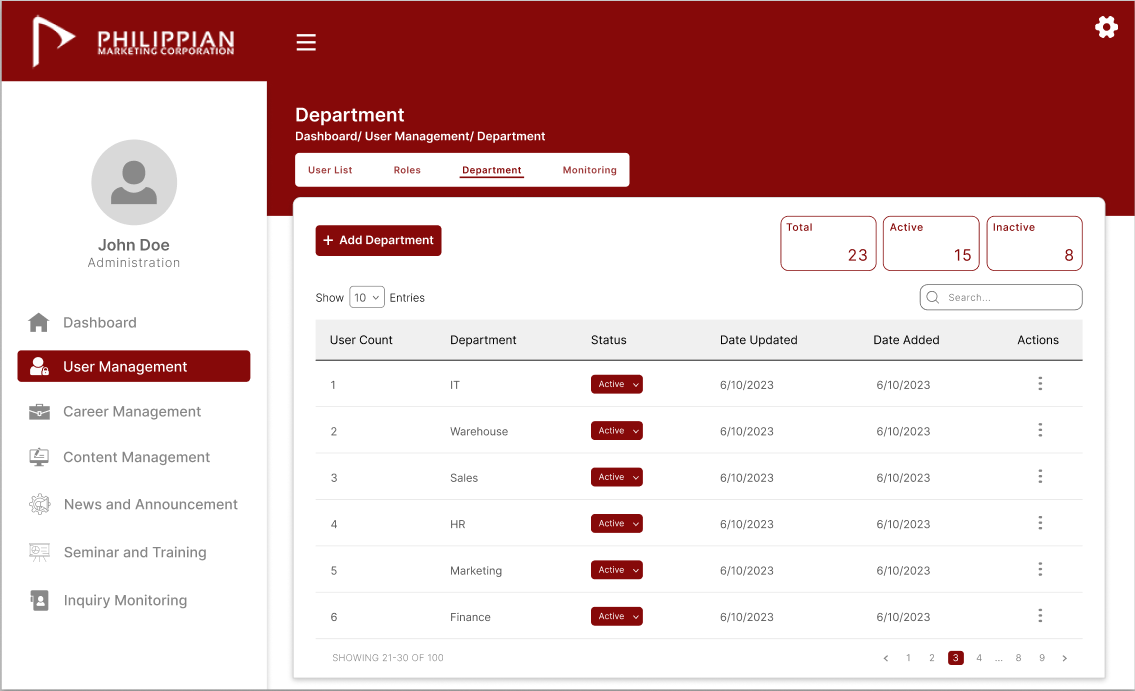 PHILIPPIAN
MARKETING CORPORATION
Department
Dashboard/ User Management/ Department
User List Roles Department Monitoring
John Doe
Administration
Dashboard
User Management
Career Management
Content Management
News and Announcement
Seminar and Training
Inquiry Monitoring
+ Add Department
Total Active Inactive
23 15 8
Show 10 Entries Search...
User Count Department Status Date Updated Date Added Actions
1 IT Active 6/10/2023 6/10/2023
2 Warehouse Active 6/10/2023 6/10/2023
3 Sales Active 6/10/2023 6/10/2023
4 HR Active 6/10/2023 6/10/2023
5 Marketing Active 6/10/2023 6/10/2023
6 Finance Active 6/10/2023 6/10/2023
SHOWING 21-30 OF 100 < 1 2 3 4 ... 8 9 >